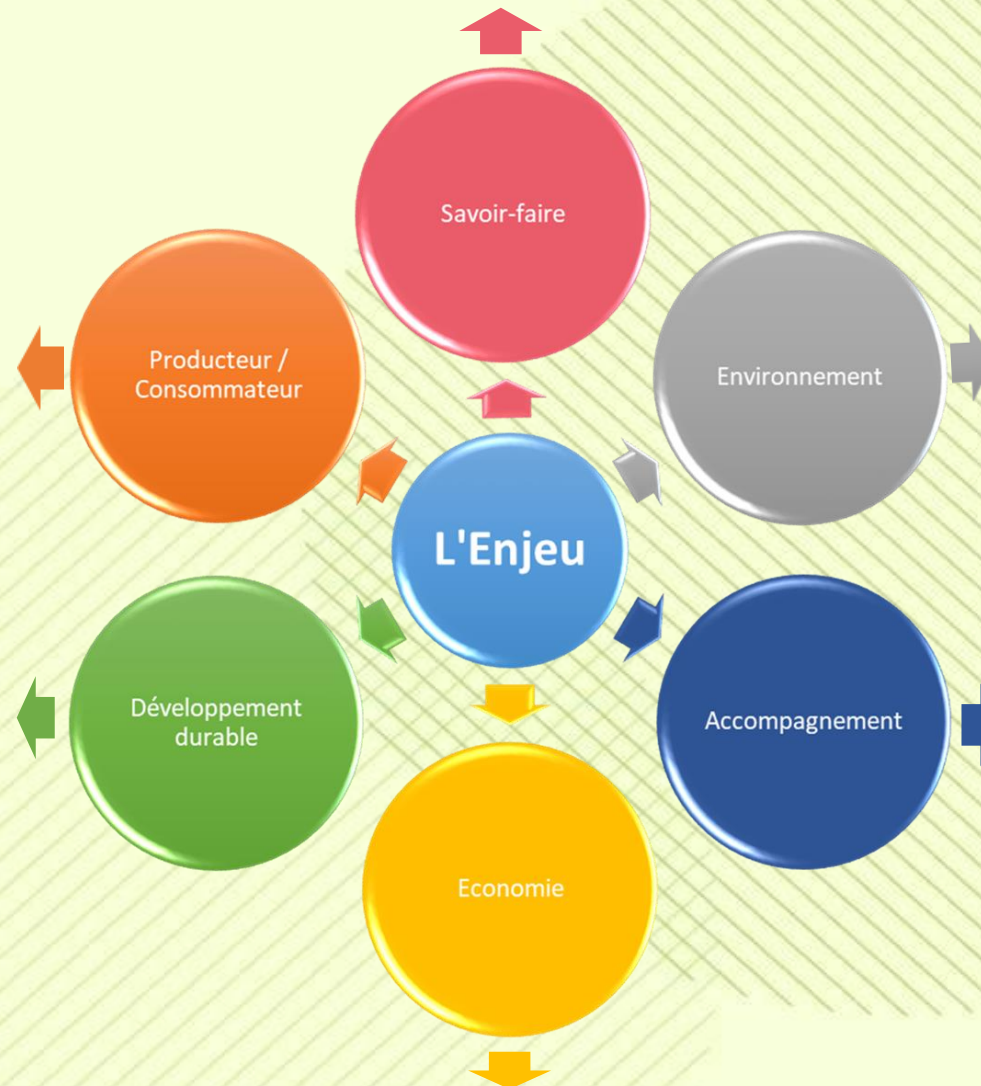 Savoir-faire
Producteur /
Consommateur
Environnement
L'Enjeu
Développement
durable
Accompagnement
Economie